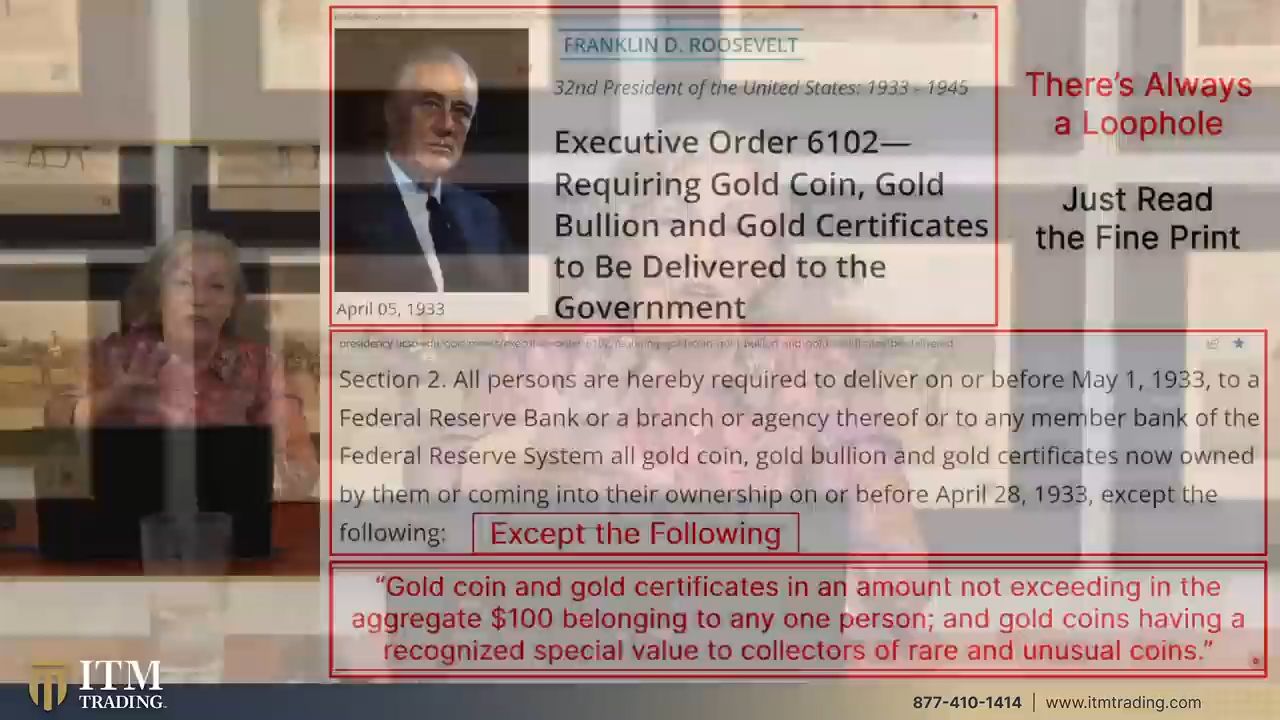 FRANKLIN D. ROOSEVELT
32nd President of the United States: 1933 - 1945
Executive Order 6102—
Requiring Gold Coin, Gold
Bullion and Gold Certificates
to Be Delivered to the
Government
April 05, 1933
There's Always
a Loophole
Just Read
the Fine Print
Section 2. All persons are hereby required to deliver on or before May 1, 1933, to a
Federal Reserve Bank or a branch or agency thereof or to any member bank of the
Federal Reserve System all gold coin, gold bullion and gold certificates now owned
by them or coming into their ownership on or before April 28, 1933, except the
following:
Except the Following
“Gold coin and gold certificates in an amount not exceeding in the
aggregate $100 belonging to any one person; and gold coins having a
recognized special value to collectors of rare and unusual coins.”
ITM
TRADING
877-410-1414 | www.itmtrading.com